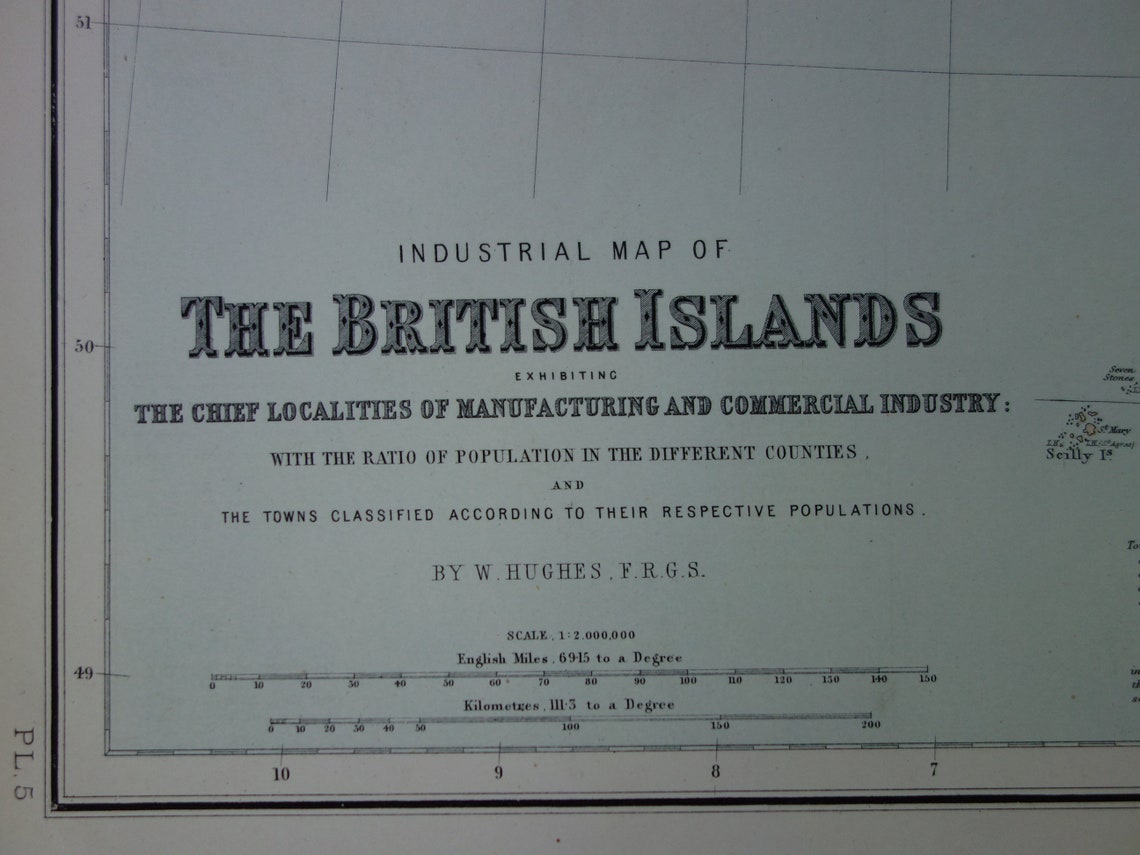 51
INDUSTRIAL MAP OF
THE BRITISH ISLANDS
50
EXHIBITING
THE CHIEF LOCALITIES OF MANUFACTURING AND COMMERCIAL INDUSTRY:
WITH THE RATIO OF POPULATION IN THE DIFFERENT COUNTIES,
AND
THE TOWNS CLASSIFIED ACCORDING TO THEIR RESPECTIVE POPULATIONS.
BY W. HUGHES, F.R.G.S.
Seven
Stones
St Mary
Scilly Is
SCALE, 1:2.000,000
English Miles, 69·15 to a Degree
49
0 10 20 30 40 50 60 70 80 90 100 110 120 130 140 150
Kilometres, 111·3 to a Degree
0 10 20 30 40 50 100 150 200
10 9 8 7
PL. 5